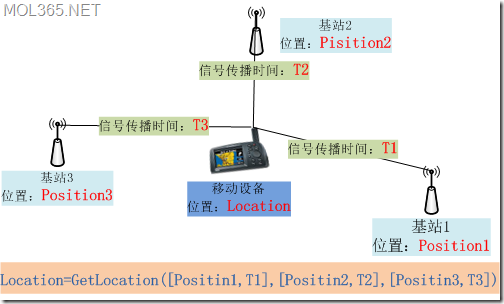 MOL365.NET
基站2
位置：Pisition2
信号传播时间：T2
信号传播时间：T3
信号传播时间：T1
基站3
位置：Position3
移动设备
位置：Location
基站1
位置：Position1
Location=GetLocation([Positin1,T1],[Positin2,T2],[Positin3,T3])